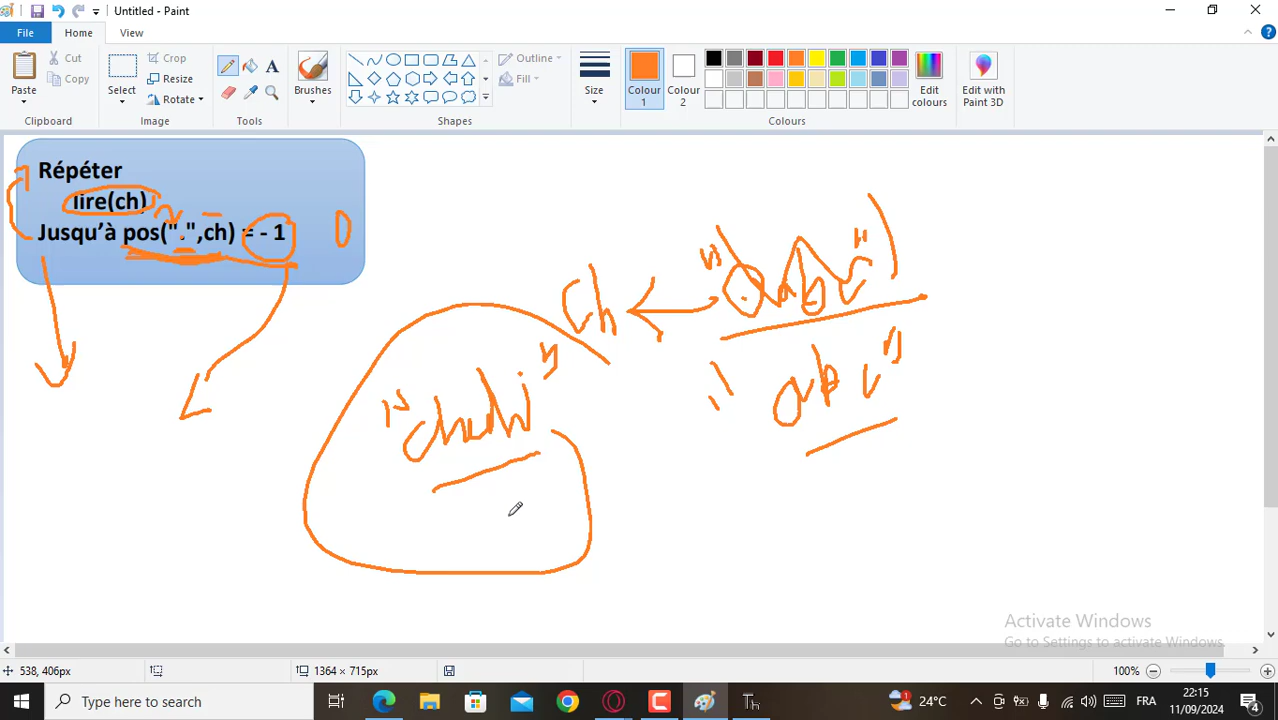 Untitled - Paint
File
Home
View
Paste
Cut
Copy
Clipboard
Select
Crop
Resize
Rotate
Image
A
Tools
Brushes
Shapes
Outline
Fill
Size
Colour 1
Colour 2
Edit colours
Edit with Paint 3D
Colours
Répéter
lire(ch)
Jusqu'à pos(".",ch) = - 1
0
ch
".abc"
"abc"
Activate Windows
Go to Settings to activate Windows.
538, 406px
1364 × 715px
100%
Type here to search
24°C
FRA
22:15
11/09/2024
4